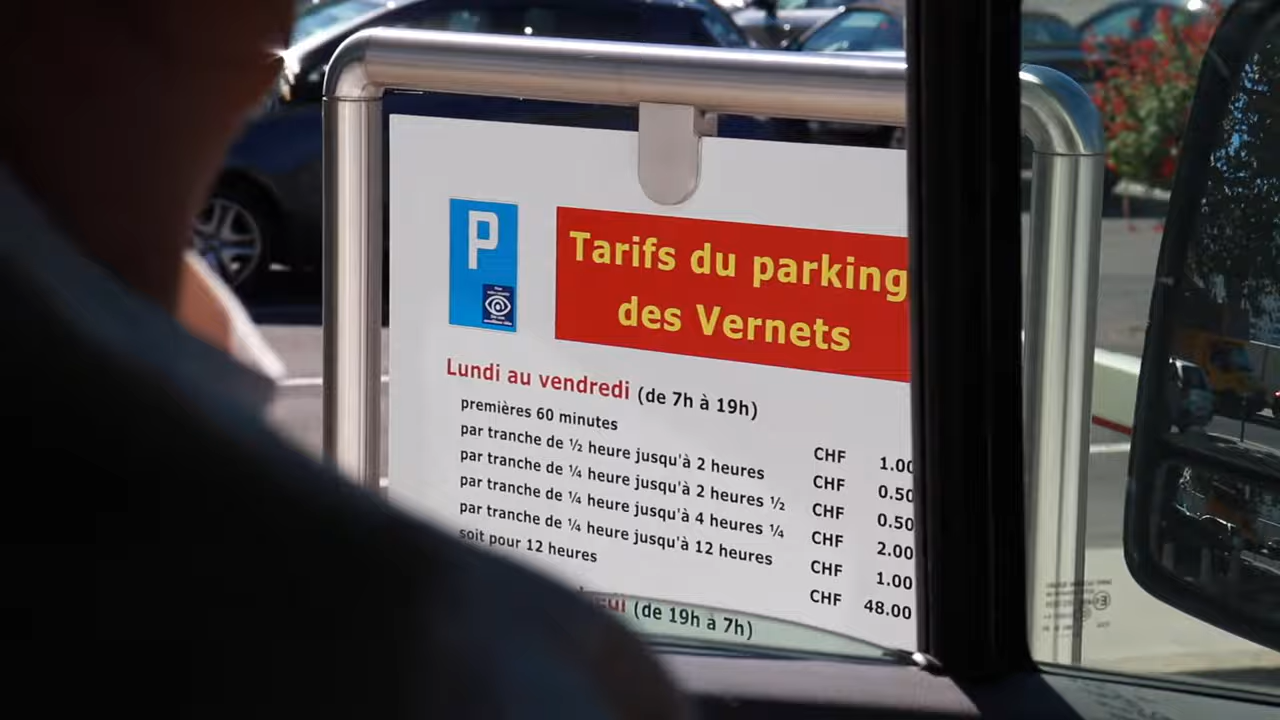 P
Tarifs du parking
des Vernets
Lundi au vendredi (de 7h à 19h)
premières 60 minutes CHF 1.00
par tranche de ½ heure jusqu'à 2 heures CHF 0.50
par tranche de ¼ heure jusqu'à 2 heures ½ CHF 0.50
par tranche de ¼ heure jusqu'à 4 heures ¼ CHF 2.00
par tranche de ¼ heure jusqu'à 12 heures CHF 1.00
soit pour 12 heures CHF 48.00
(de 19h à 7h)